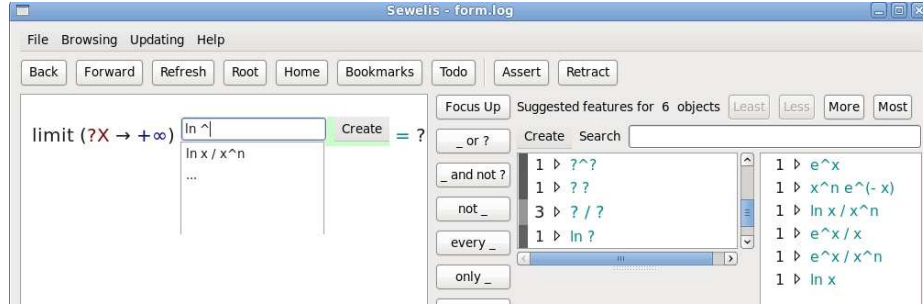 Sewelis - form.log
File Browsing Updating Help
Back Forward Refresh Root Home Bookmarks Todo Assert Retract
limit (?X → +∞) ln ^ Create = ?
ln x / x^n
...
Focus Up
_ or ?
_ and not ?
not _
every _
only _
Suggested features for 6 objects Least Less More Most
Create Search
1 ▷ ?^?
1 ▷ ? ?
3 ▷ ? / ?
1 ▷ ln ?
1 ▷ e^x
1 ▷ x^n e^(- x)
1 ▷ ln x / x^n
1 ▷ e^x / x
1 ▷ e^x / x^n
1 ▷ ln x